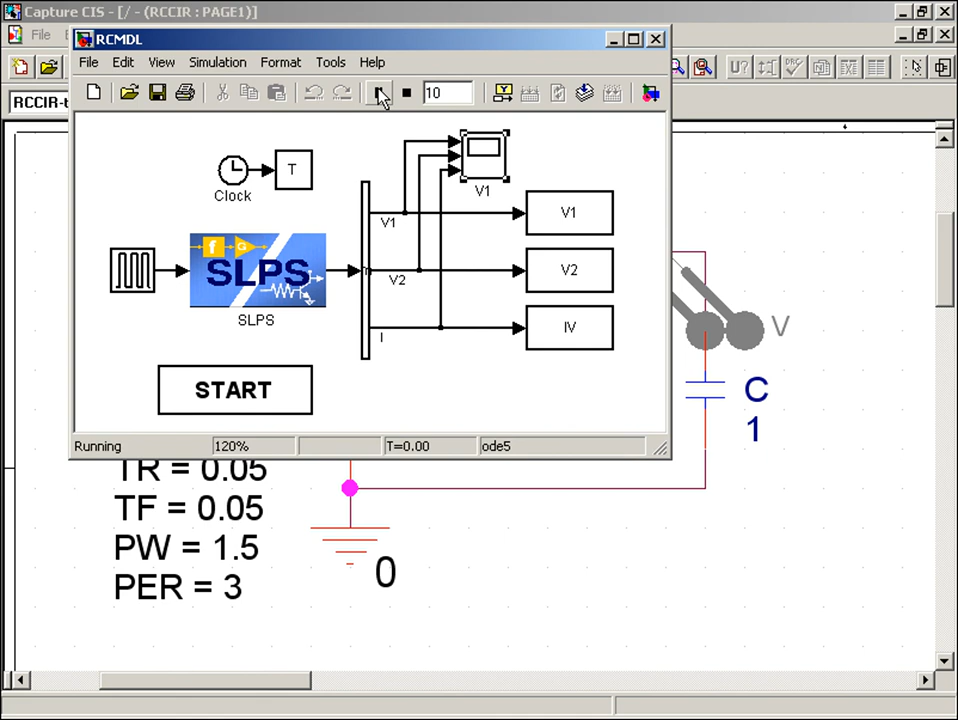 Capture CIS - [/ - (RCCIR : PAGE1)]
File
RCMDL
File Edit View Simulation Format Tools Help
10
U?
RCCIR-t
T
Clock
V1
V1
V1
f G
SLPS
V2
V2
SLPS
I
IV
START
V
C
1
Running 120% T=0.00 ode5
TR = 0.05
TF = 0.05
PW = 1.5
PER = 3
0